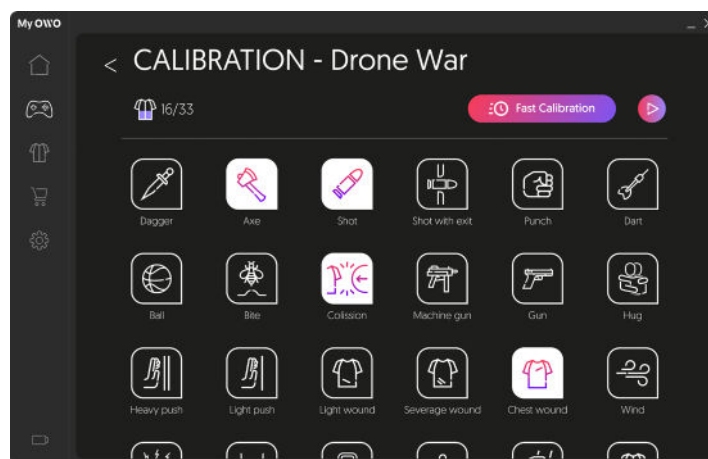 My OWO
< CALIBRATION - Drone War
16/33
Fast Calibration
Dagger
Axe
Shot
Shot with exit
Punch
Dart
Ball
Bite
Colission
Machine gun
Gun
Hug
Heavy push
Light push
Light wound
Severage wound
Chest wound
Wind